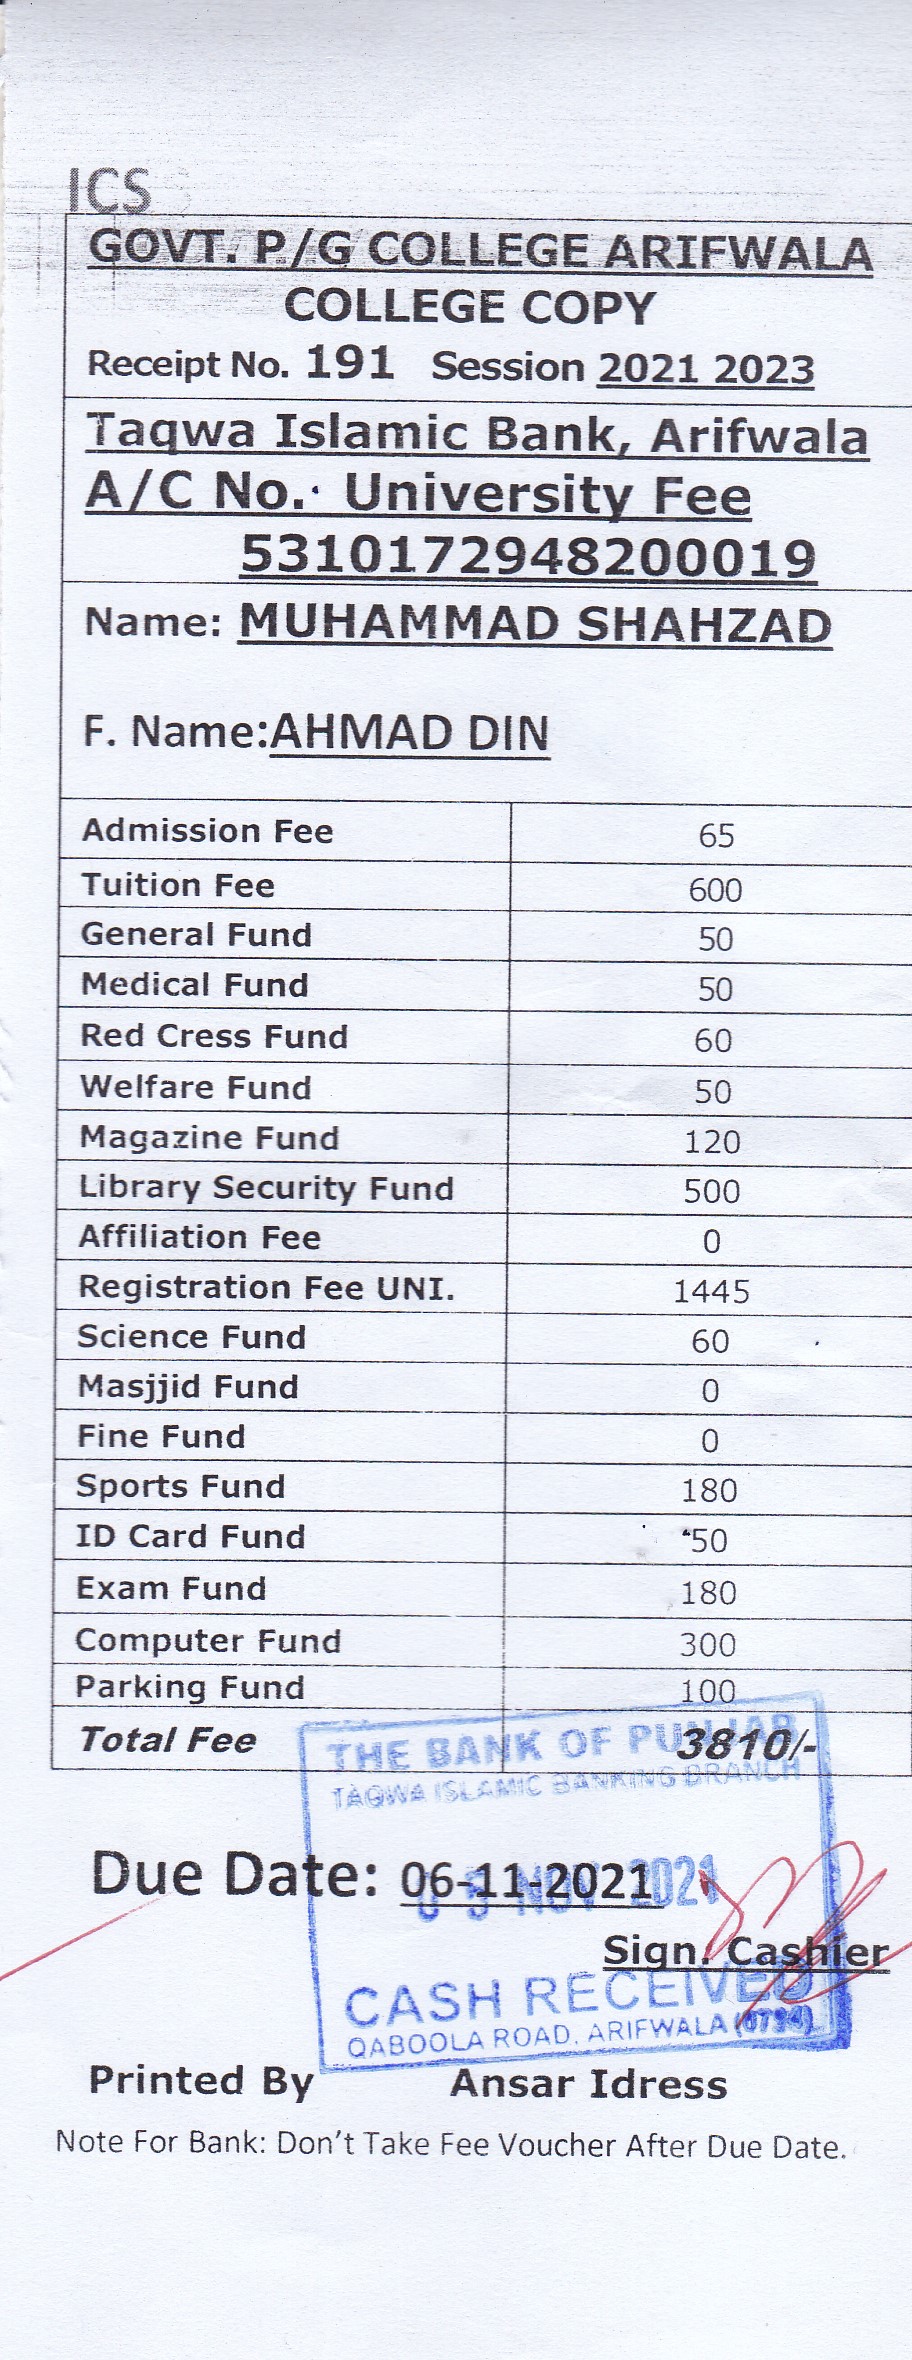 ICS
GOVT. P/G COLLEGE ARIFWALA
COLLEGE COPY
Receipt No. 191 Session 2021 2023
Taqwa Islamic Bank, Arifwala
A/C No. University Fee
5310172948200019
Name: MUHAMMAD SHAHZAD
F. Name:AHMAD DIN
Admission Fee 65
Tuition Fee 600
General Fund 50
Medical Fund 50
Red Cress Fund 60
Welfare Fund 50
Magazine Fund 120
Library Security Fund 500
Affiliation Fee 0
Registration Fee UNI. 1445
Science Fund 60
Masjjid Fund 0
Fine Fund 0
Sports Fund 180
ID Card Fund 50
Exam Fund 180
Computer Fund 300
Parking Fund 100
Total Fee 3810/-
THE BANK OF PUNJAB
TAQWA ISLAMIC BANKING BRANCH
Due Date: 06-11-2021
NOV 2021
Sign. Cashier
CASH RECEIVED
QABOOLA ROAD, ARIFWALA (0794)
Printed By Ansar Idress
Note For Bank: Don't Take Fee Voucher After Due Date.